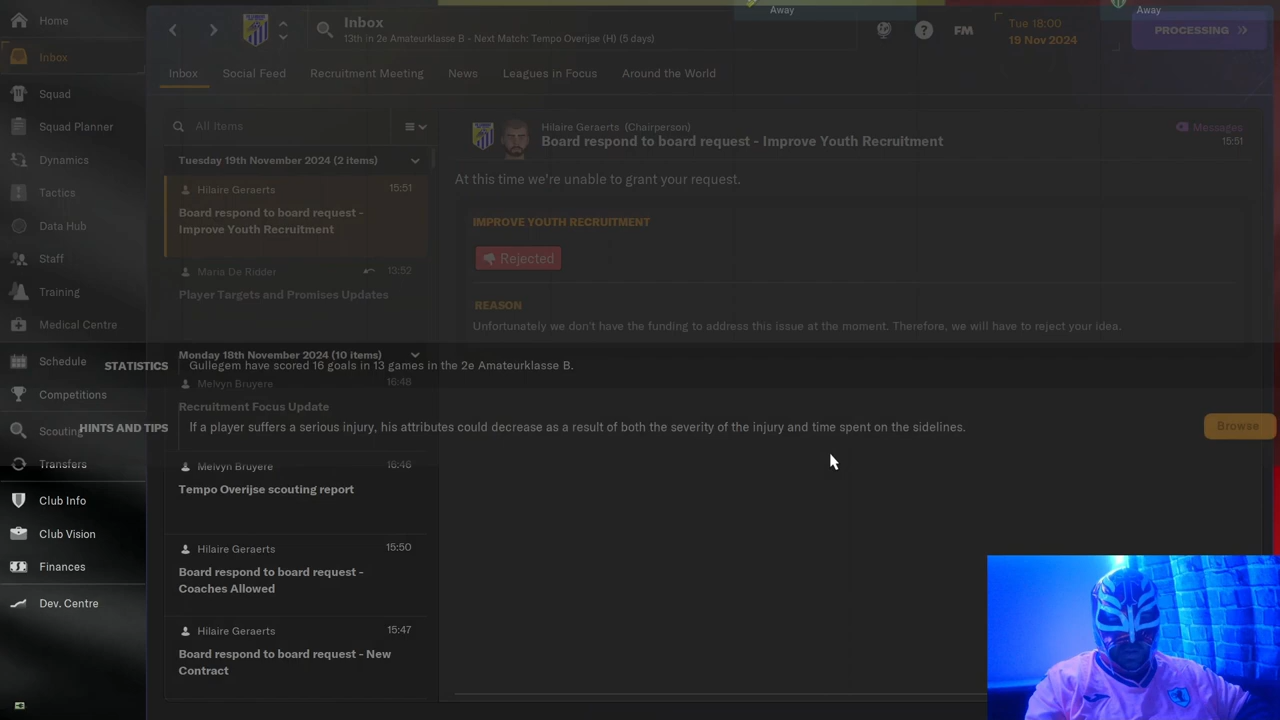 Away
Away
Home
Inbox
Squad
Squad Planner
Dynamics
Tactics
Data Hub
Staff
Training
Medical Centre
Schedule
Competitions
Scouting
Transfers
Club Info
Club Vision
Finances
Dev. Centre
Inbox
13th in 2e Amateurklasse B - Next Match: Tempo Overijse (H) (5 days)
FM
Tue 18:00
19 Nov 2024
PROCESSING
Inbox
Social Feed
Recruitment Meeting
News
Leagues in Focus
Around the World
All Items
Tuesday 19th November 2024 (2 items)
Hilaire Geraerts
15:51
Board respond to board request -
Improve Youth Recruitment
Maria De Ridder
13:52
Player Targets and Promises Updates
Monday 18th November 2024 (10 items)
Melvyn Bruyere
16:48
Recruitment Focus Update
Melvyn Bruyere
16:46
Tempo Overijse scouting report
Hilaire Geraerts
15:50
Board respond to board request -
Coaches Allowed
Hilaire Geraerts
15:47
Board respond to board request - New
Contract
Hilaire Geraerts (Chairperson)
Board respond to board request - Improve Youth Recruitment
Messages
15:51
At this time we're unable to grant your request.
IMPROVE YOUTH RECRUITMENT
Rejected
REASON
Unfortunately we don't have the funding to address this issue at the moment. Therefore, we will have to reject your idea.
STATISTICS
Gullegem have scored 16 goals in 13 games in the 2e Amateurklasse B.
HINTS AND TIPS
If a player suffers a serious injury, his attributes could decrease as a result of both the severity of the injury and time spent on the sidelines.
Browse